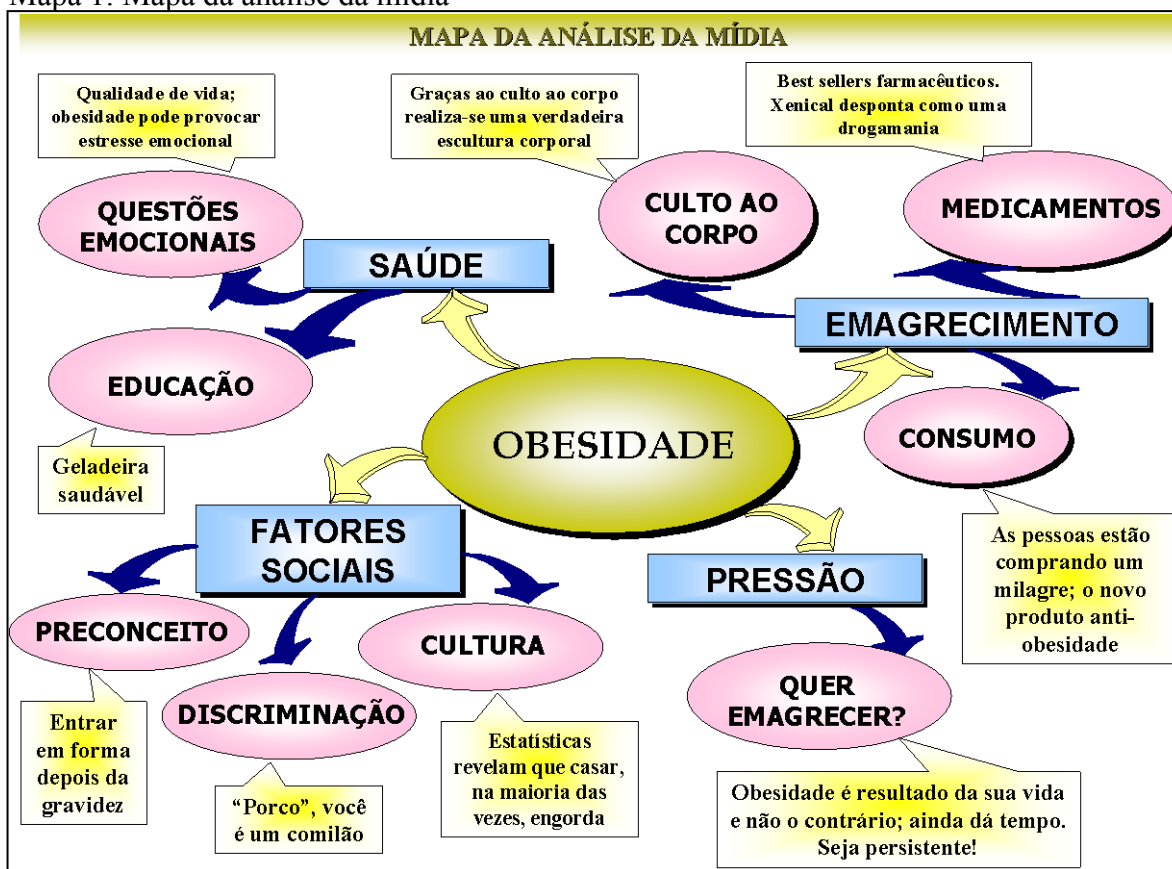 Mapa 1: Mapa da análise da mídia
MAPA DA ANÁLISE DA MÍDIA
Qualidade de vida;
obesidade pode provocar
estresse emocional
Graças ao culto ao corpo
realiza-se uma verdadeira
escultura corporal
Best sellers farmacêuticos.
Xenical desponta como uma
drogamania
QUESTÕES
EMOCIONAIS
CULTO AO
CORPO
MEDICAMENTOS
SAÚDE
EMAGRECIMENTO
EDUCAÇÃO
OBESIDADE
CONSUMO
Geladeira
saudável
FATORES
SOCIAIS
PRESSÃO
As pessoas estão
comprando um
milagre; o novo
produto anti-
obesidade
PRECONCEITO
DISCRIMINAÇÃO
CULTURA
QUER
EMAGRECER?
Entrar
em forma
depois da
gravidez
“Porco”, você
é um comilão
Estatísticas
revelam que casar,
na maioria das
vezes, engorda
Obesidade é resultado da sua vida
e não o contrário; ainda dá tempo.
Seja persistente!